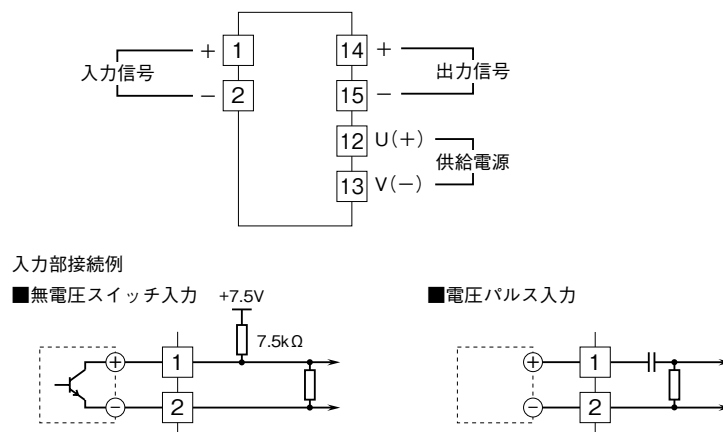 + 1 14 +
入力信号 出力信号
− 2 15 −
12 U(+)
供給電源
13 V(−)
入力部接続例
■無電圧スイッチ入力 +7.5V ■電圧パルス入力
7.5kΩ
+ 1 + 1
− 2 − 2